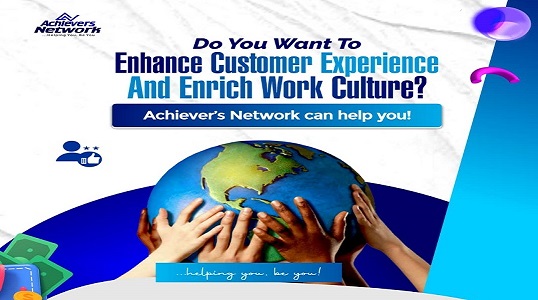 Achievers
Network
...Helping You, Be You
Do You Want To
Enhance Customer Experience
And Enrich Work Culture?
Achiever's Network can help you!
...helping you, be you!